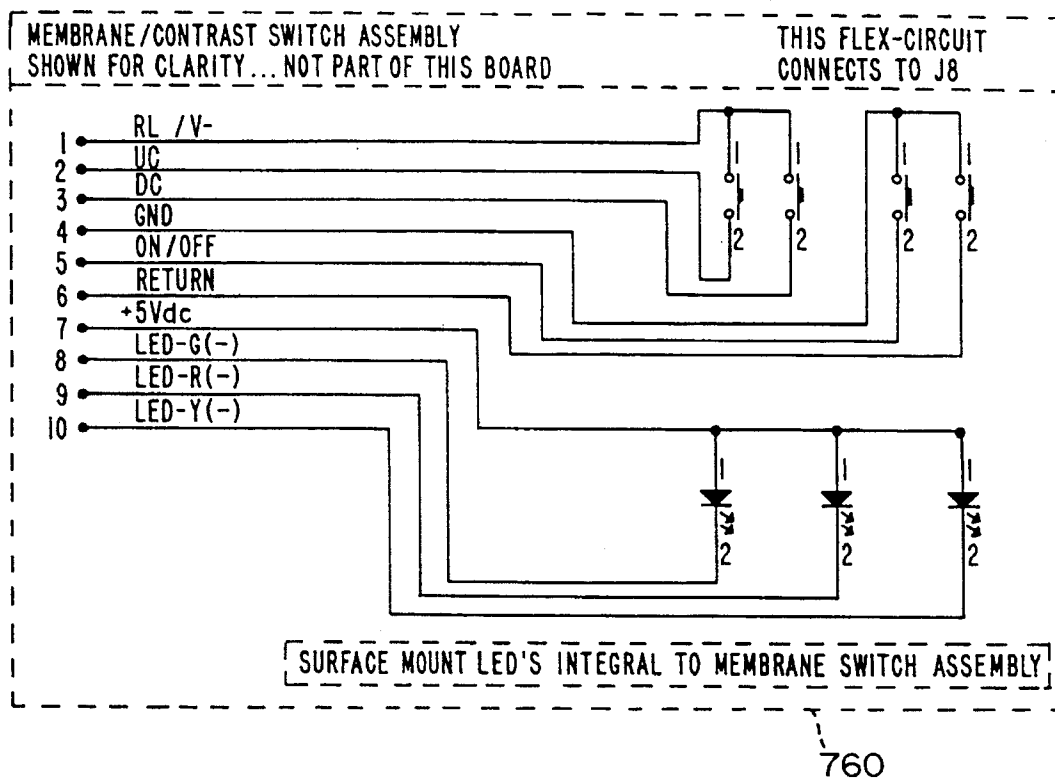 MEMBRANE/CONTRAST SWITCH ASSEMBLY
SHOWN FOR CLARITY...NOT PART OF THIS BOARD
THIS FLEX-CIRCUIT
CONNECTS TO J8
1 RL /V-
2 UC
3 DC
4 GND
5 ON/OFF
6 RETURN
7 +5Vdc
8 LED-G(-)
9 LED-R(-)
10 LED-Y(-)
1 1 1 1
2 2 2 2
1 1 1
2 2 2
SURFACE MOUNT LED'S INTEGRAL TO MEMBRANE SWITCH ASSEMBLY
760